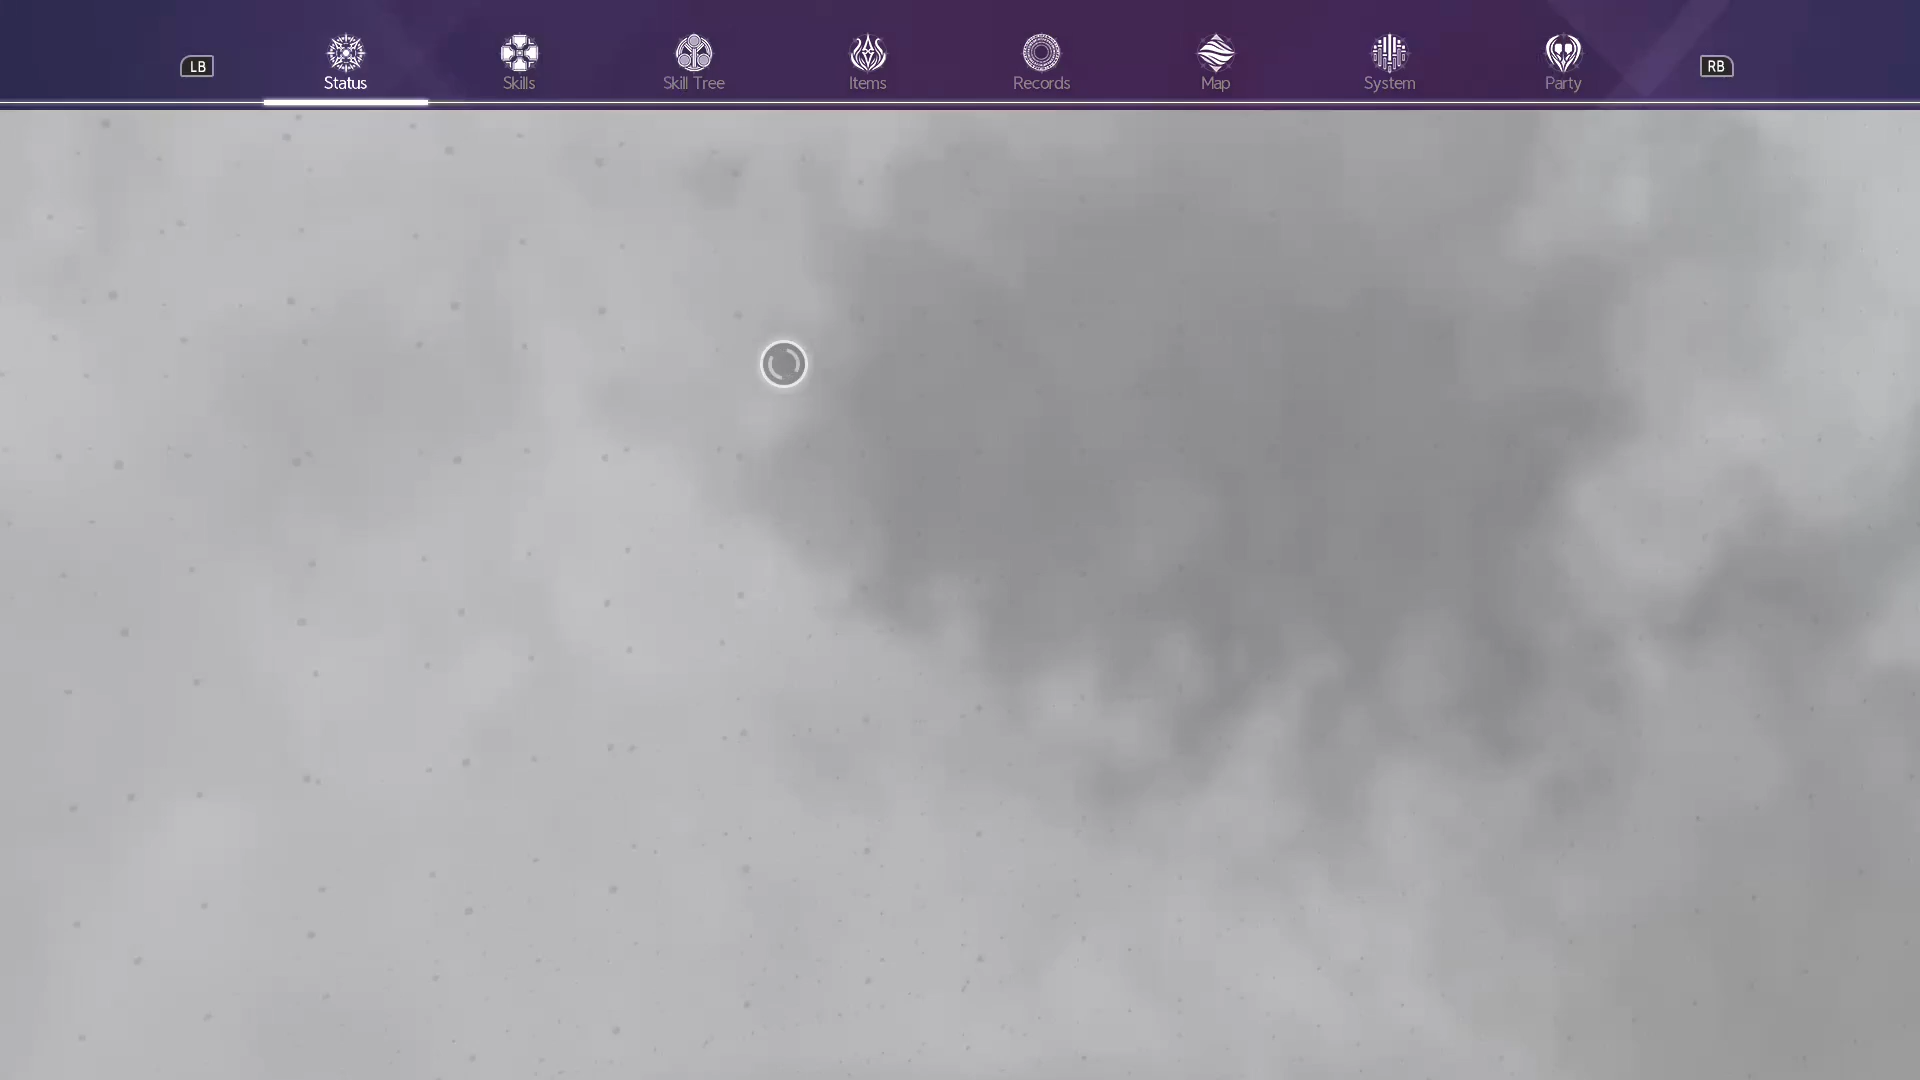 LB
Status
Skills
Skill Tree
Items
Records
Map
System
Party
RB